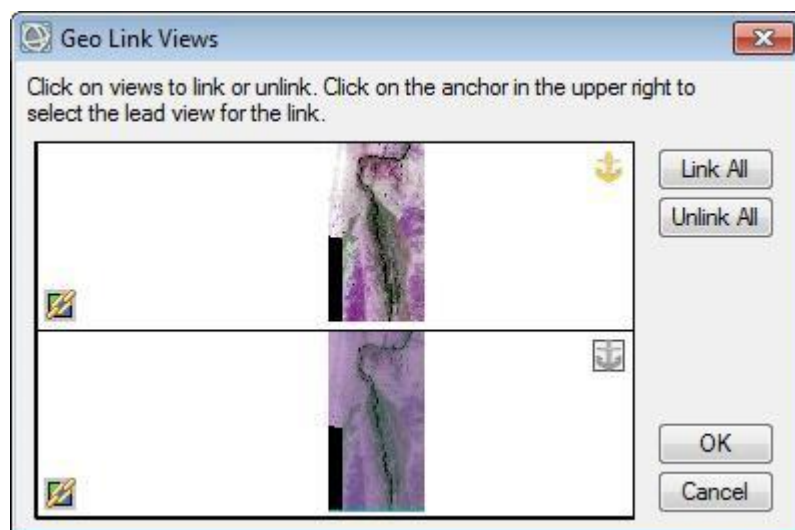 Geo Link Views
Click on views to link or unlink. Click on the anchor in the upper right to
select the lead view for the link.
Link All
Unlink All
OK
Cancel